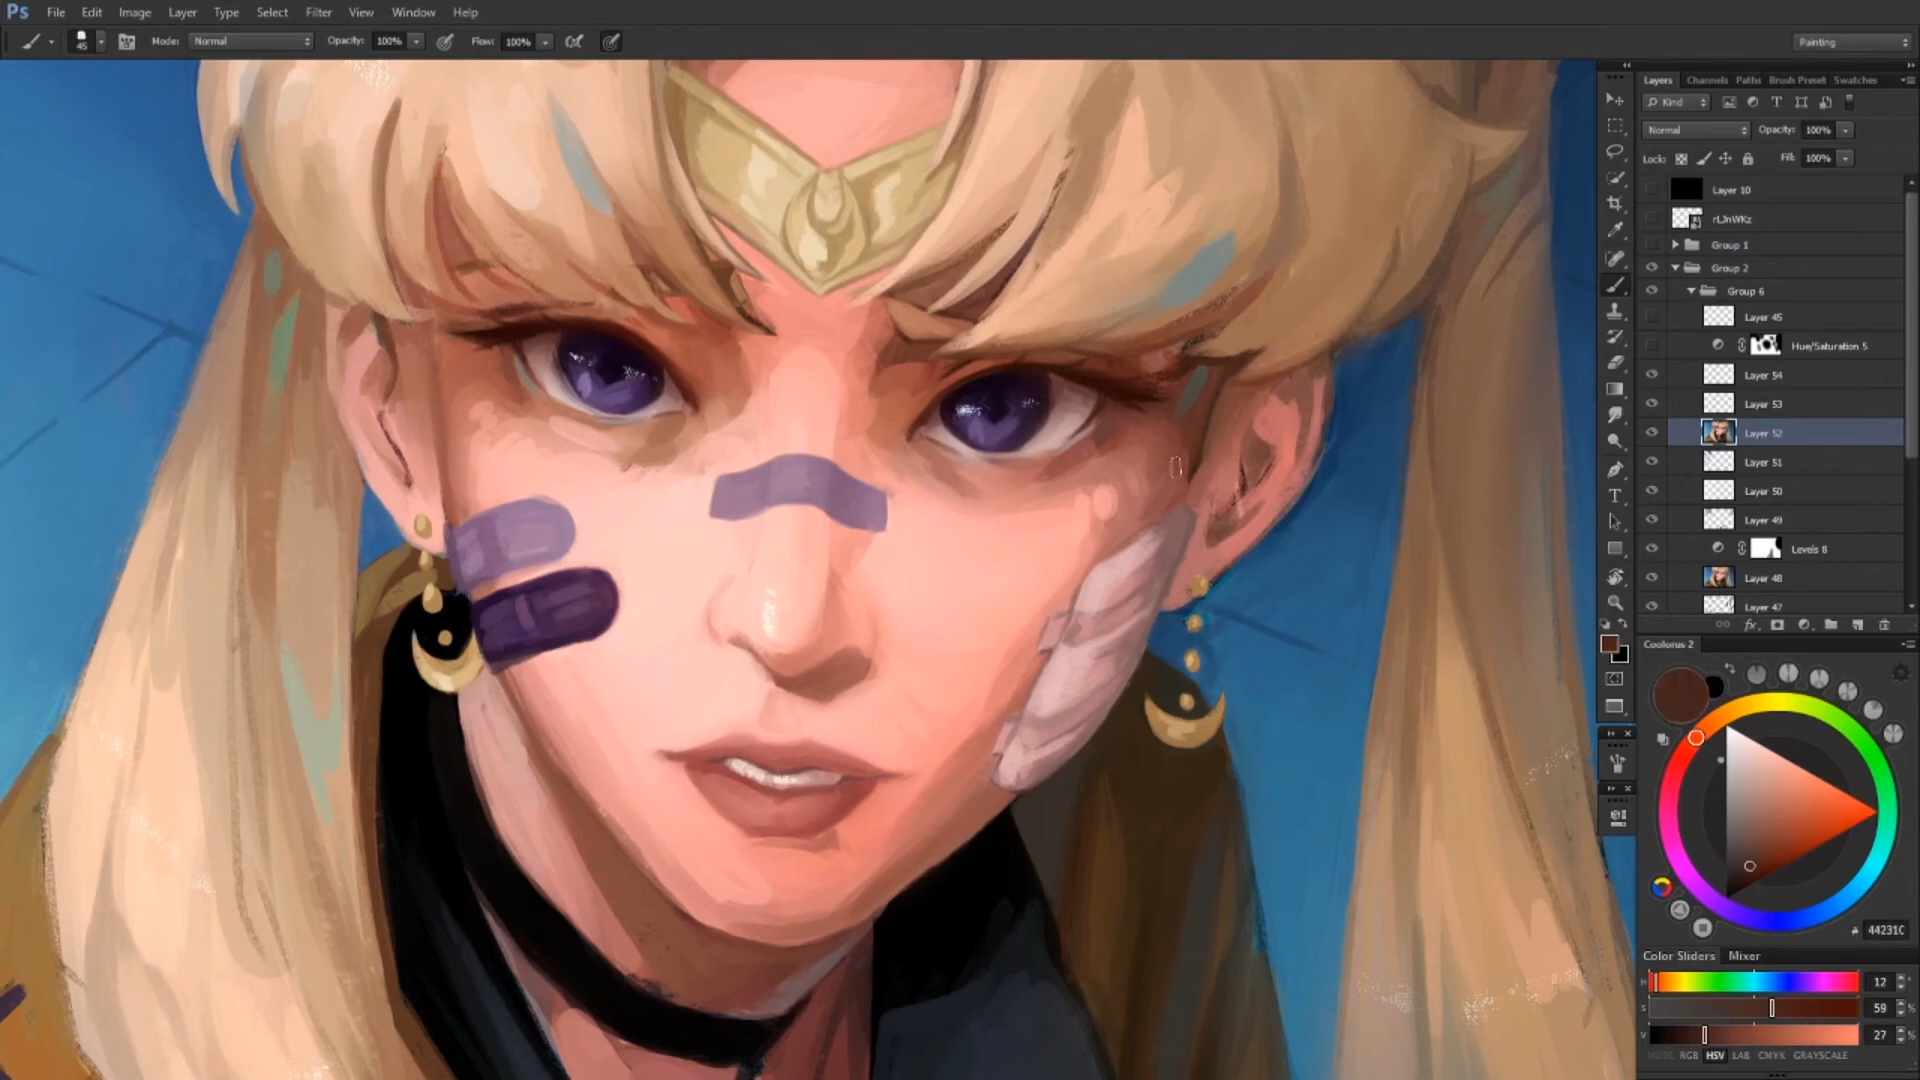 Ps File Edit Image Layer Type Select Filter View Window Help
45 Mode: Normal Opacity: 100% Flow: 100% Painting
Layers Channels Paths Brush Preset Swatches
Kind
Normal Opacity: 100%
Lock: Fill: 100%
Layer 10
rLJnWKz
Group 1
Group 2
Group 6
Layer 45
Hue/Saturation 5
Layer 54
Layer 53
Layer 52
Layer 51
Layer 50
Layer 49
Levels 8
Layer 48
Layer 47
fx
Coolorus 2
# 44231C
Color Sliders Mixer
H 12 °
S 59 %
V 27 %
MODE RGB HSV LAB CMYK GRAYSCALE